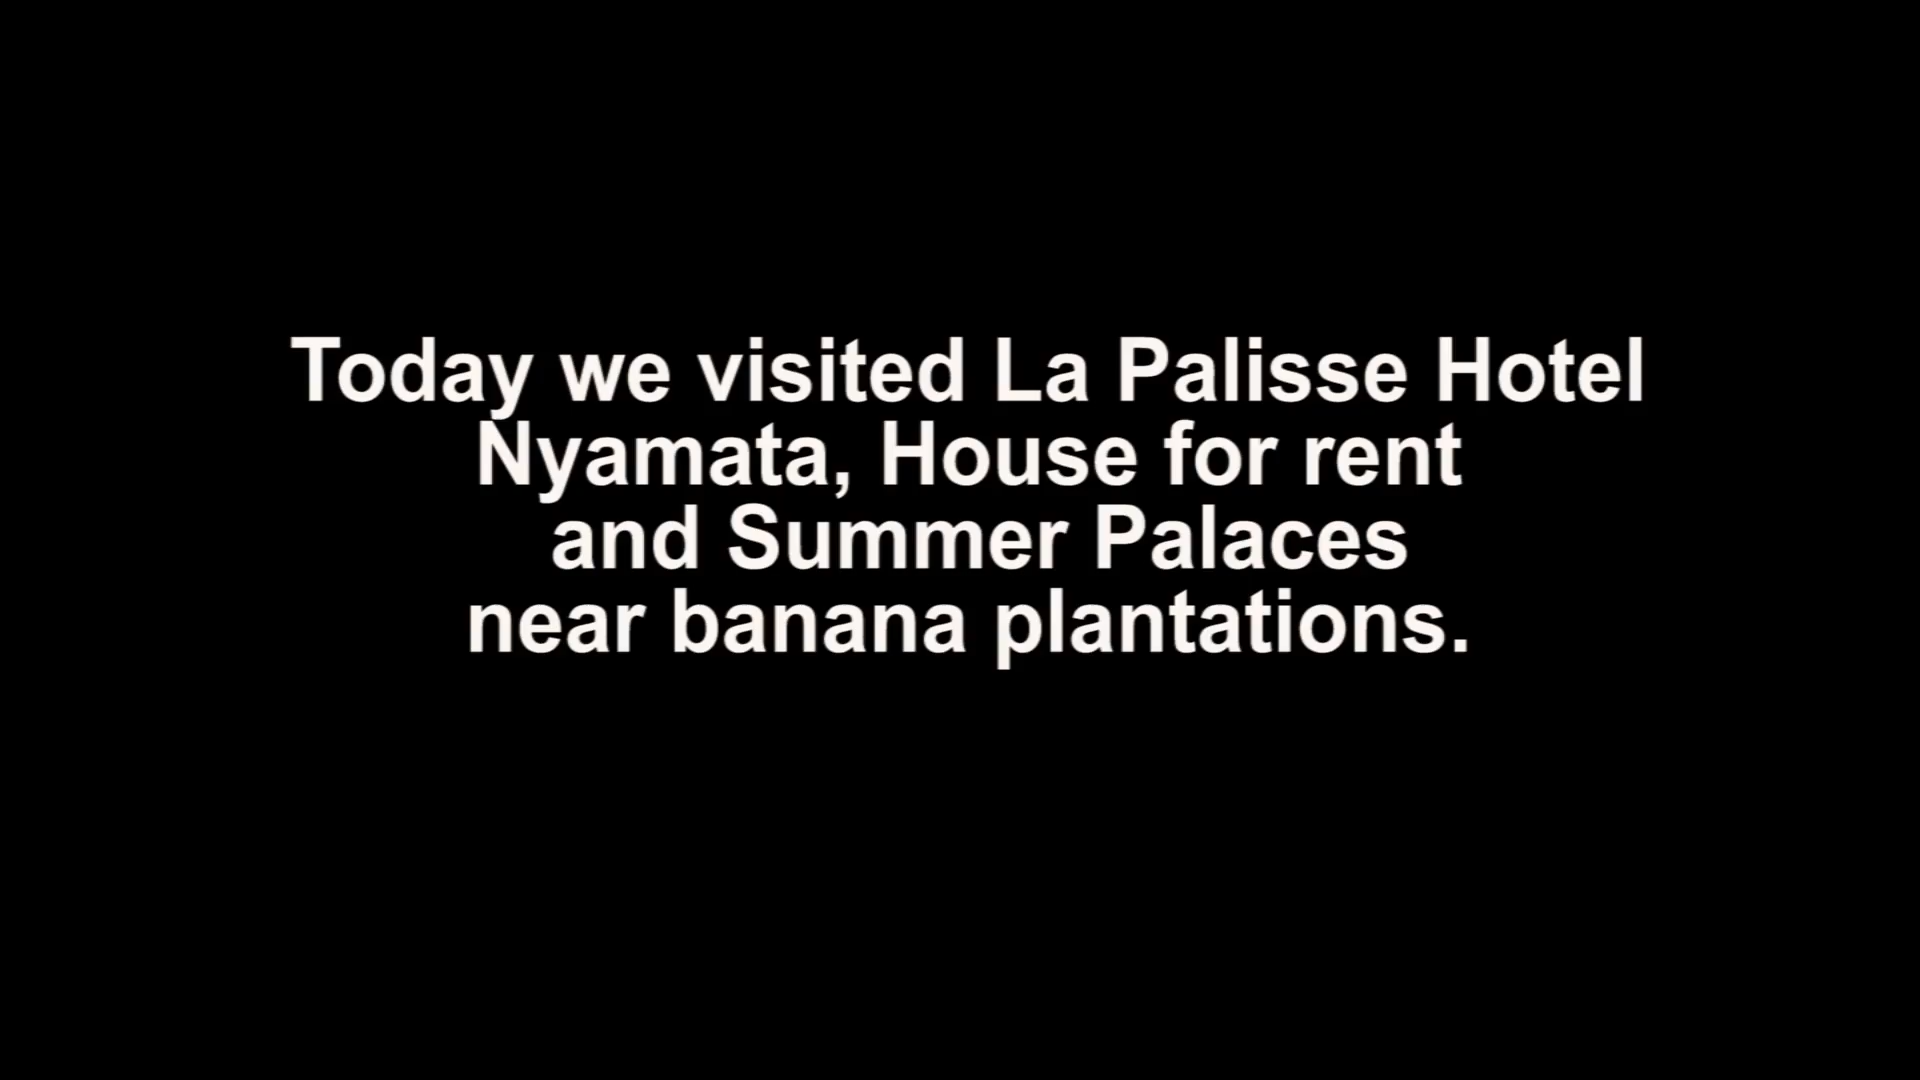 Today we visited La Palisse Hotel
Nyamata, House for rent
and Summer Palaces
near banana plantations.